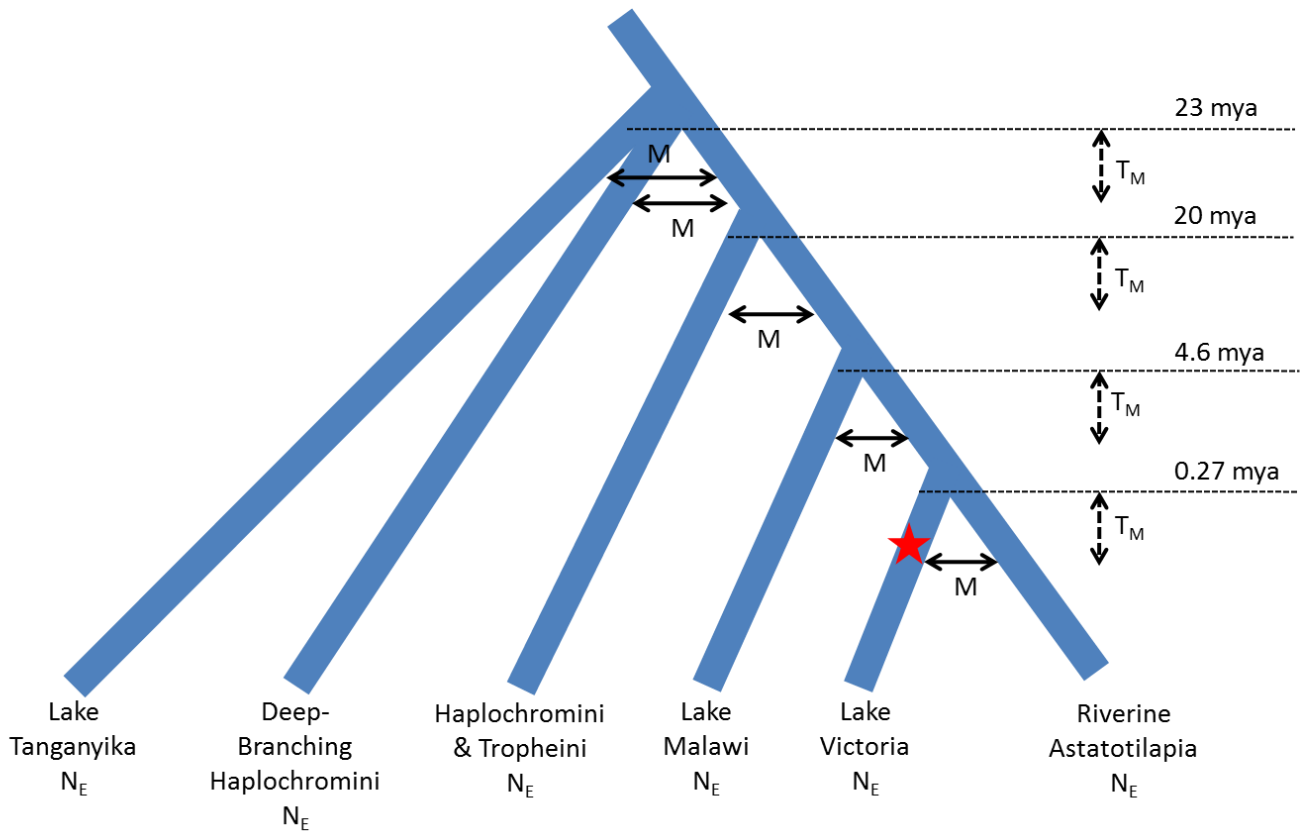 23 mya
M
T_M
M
20 mya
T_M
M
4.6 mya
T_M
M
0.27 mya
T_M
M
Lake
Tanganyika
N_E
Deep-
Branching
Haplochromini
N_E
Haplochromini
& Tropheini
N_E
Lake
Malawi
N_E
Lake
Victoria
N_E
Riverine
Astatotilapia
N_E